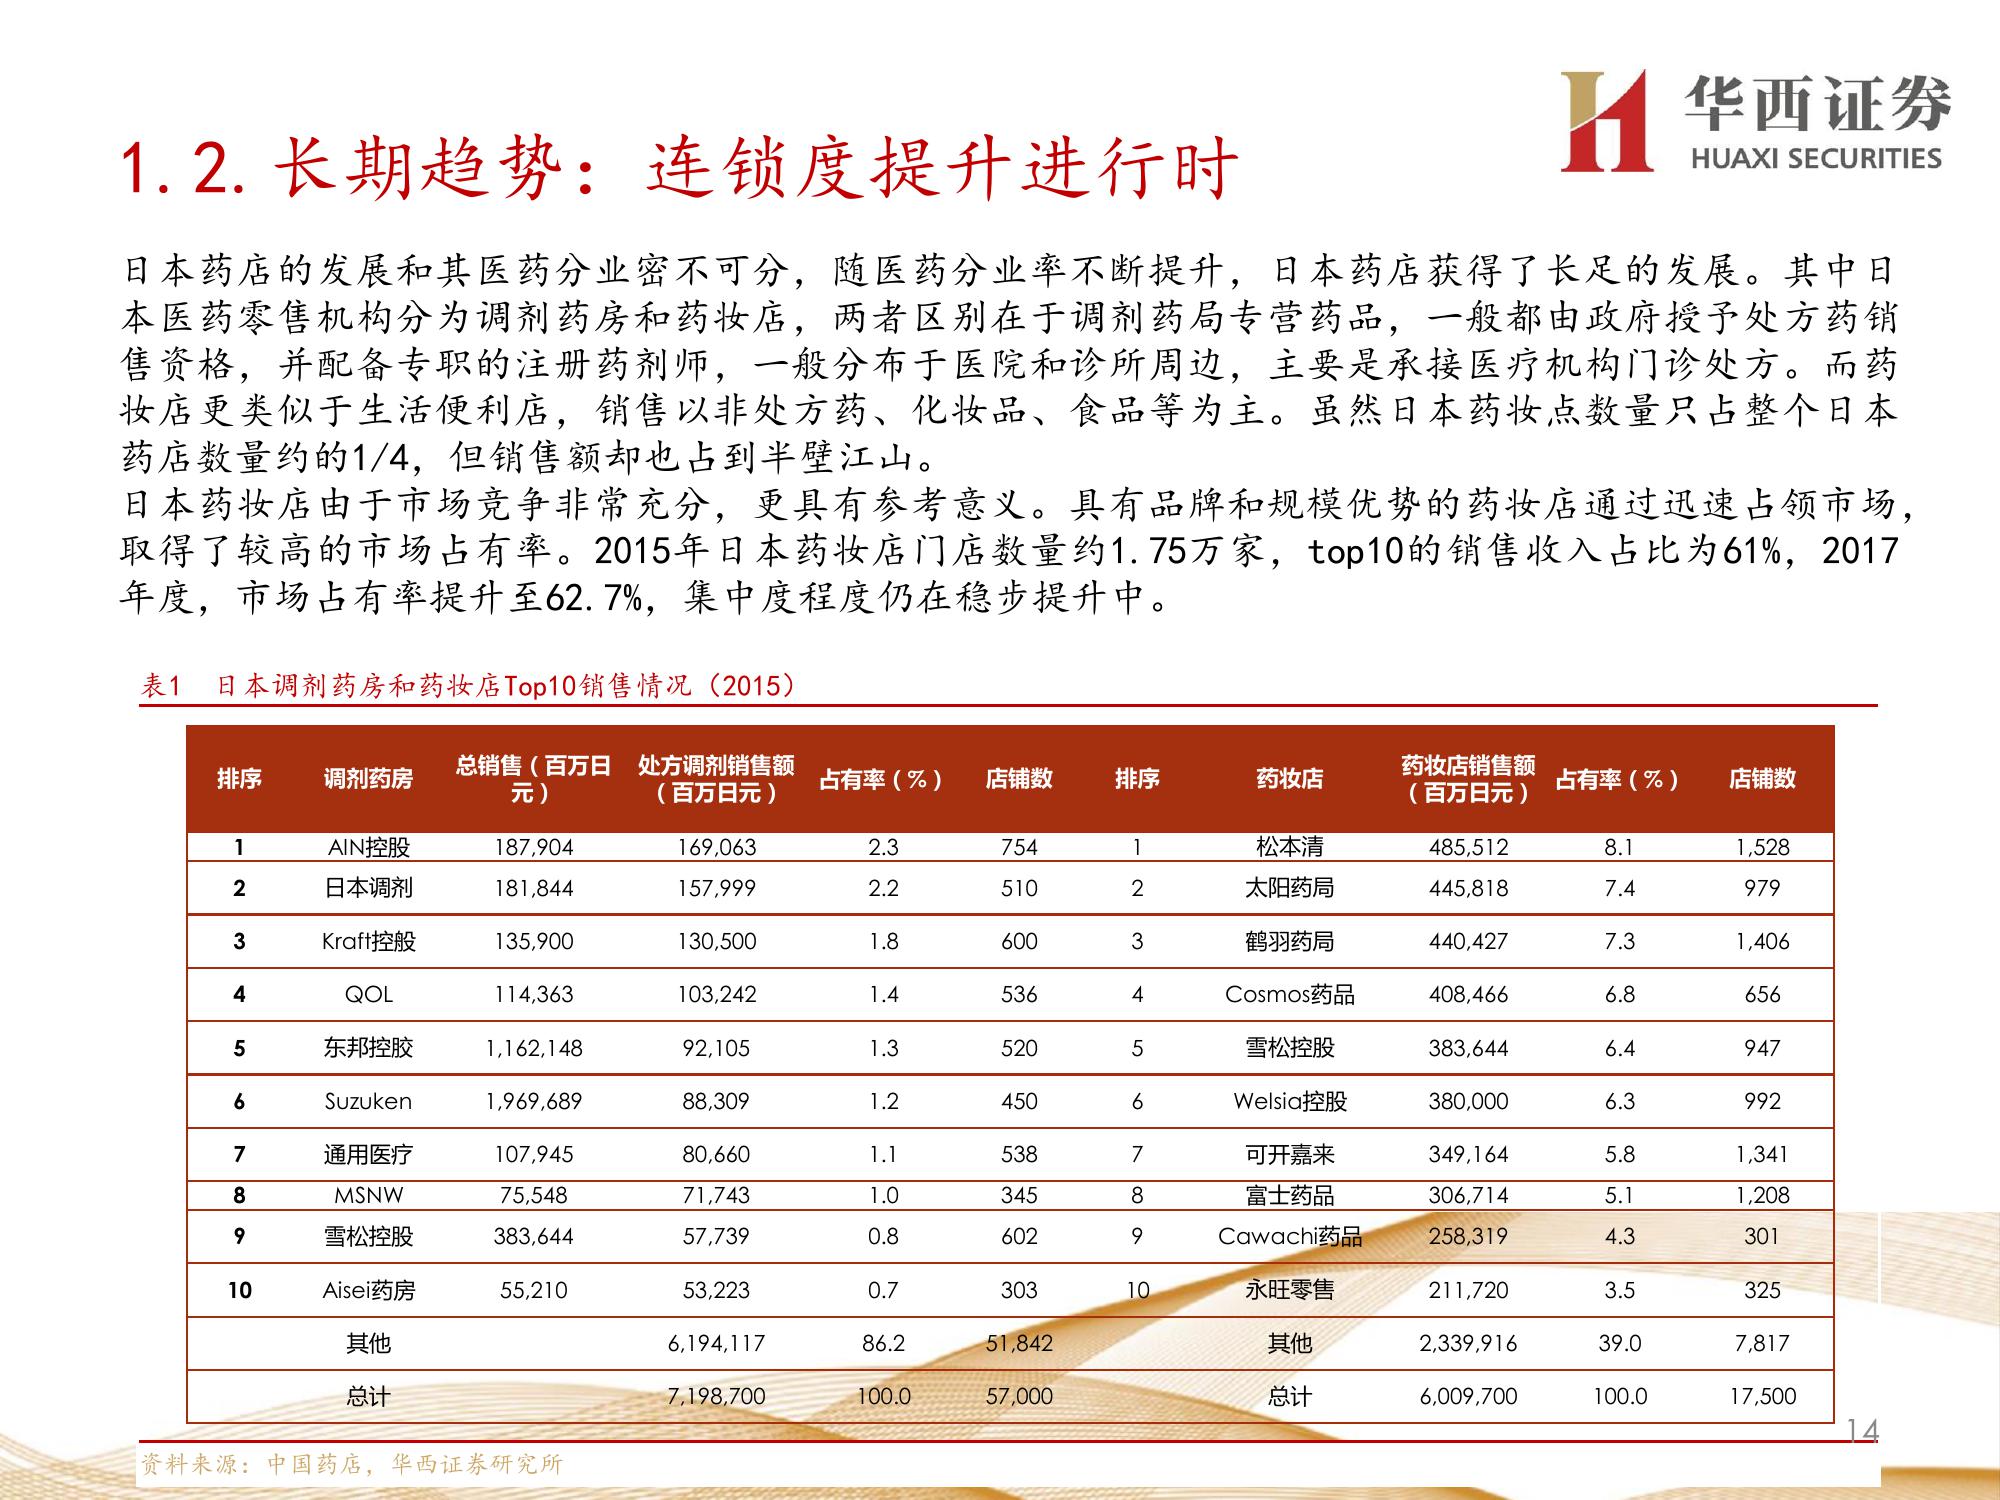 华西证券
HUAXI SECURITIES
1.2.长期趋势：连锁度提升进行时
日本药店的发展和其医药分业密不可分，随医药分业率不断提升，日本药店获得了长足的发展。其中日
本医药零售机构分为调剂药房和药妆店，两者区别在于调剂药局专营药品，一般都由政府授予处方药销
售资格，并配备专职的注册药剂师，一般分布于医院和诊所周边，主要是承接医疗机构门诊处方。而药
妆店更类似于生活便利店，销售以非处方药、化妆品、食品等为主。虽然日本药妆点数量只占整个日本
药店数量约的1/4，但销售额却也占到半壁江山。
日本药妆店由于市场竞争非常充分，更具有参考意义。具有品牌和规模优势的药妆店通过迅速占领市场，
取得了较高的市场占有率。2015年日本药妆店门店数量约1.75万家，top10的销售收入占比为61%，2017
年度，市场占有率提升至62.7%，集中度程度仍在稳步提升中。
表1 日本调剂药房和药妆店Top10销售情况（2015）
排序 调剂药房 总销售（百万日元） 处方调剂销售额（百万日元） 占有率（%） 店铺数 排序 药妆店 药妆店销售额（百万日元） 占有率（%） 店铺数
1 AIN控股 187,904 169,063 2.3 754 1 松本清 485,512 8.1 1,528
2 日本调剂 181,844 157,999 2.2 510 2 太阳药局 445,818 7.4 979
3 Kraft控般 135,900 130,500 1.8 600 3 鹤羽药局 440,427 7.3 1,406
4 QOL 114,363 103,242 1.4 536 4 Cosmos药品 408,466 6.8 656
5 东邦控胶 1,162,148 92,105 1.3 520 5 雪松控股 383,644 6.4 947
6 Suzuken 1,969,689 88,309 1.2 450 6 Welsia控股 380,000 6.3 992
7 通用医疗 107,945 80,660 1.1 538 7 可开嘉来 349,164 5.8 1,341
8 MSNW 75,548 71,743 1.0 345 8 富士药品 306,714 5.1 1,208
9 雪松控股 383,644 57,739 0.8 602 9 Cawachi药品 258,319 4.3 301
10 Aisei药房 55,210 53,223 0.7 303 10 永旺零售 211,720 3.5 325
其他 6,194,117 86.2 51,842 其他 2,339,916 39.0 7,817
总计 7,198,700 100.0 57,000 总计 6,009,700 100.0 17,500
14
资料来源：中国药店，华西证券研究所